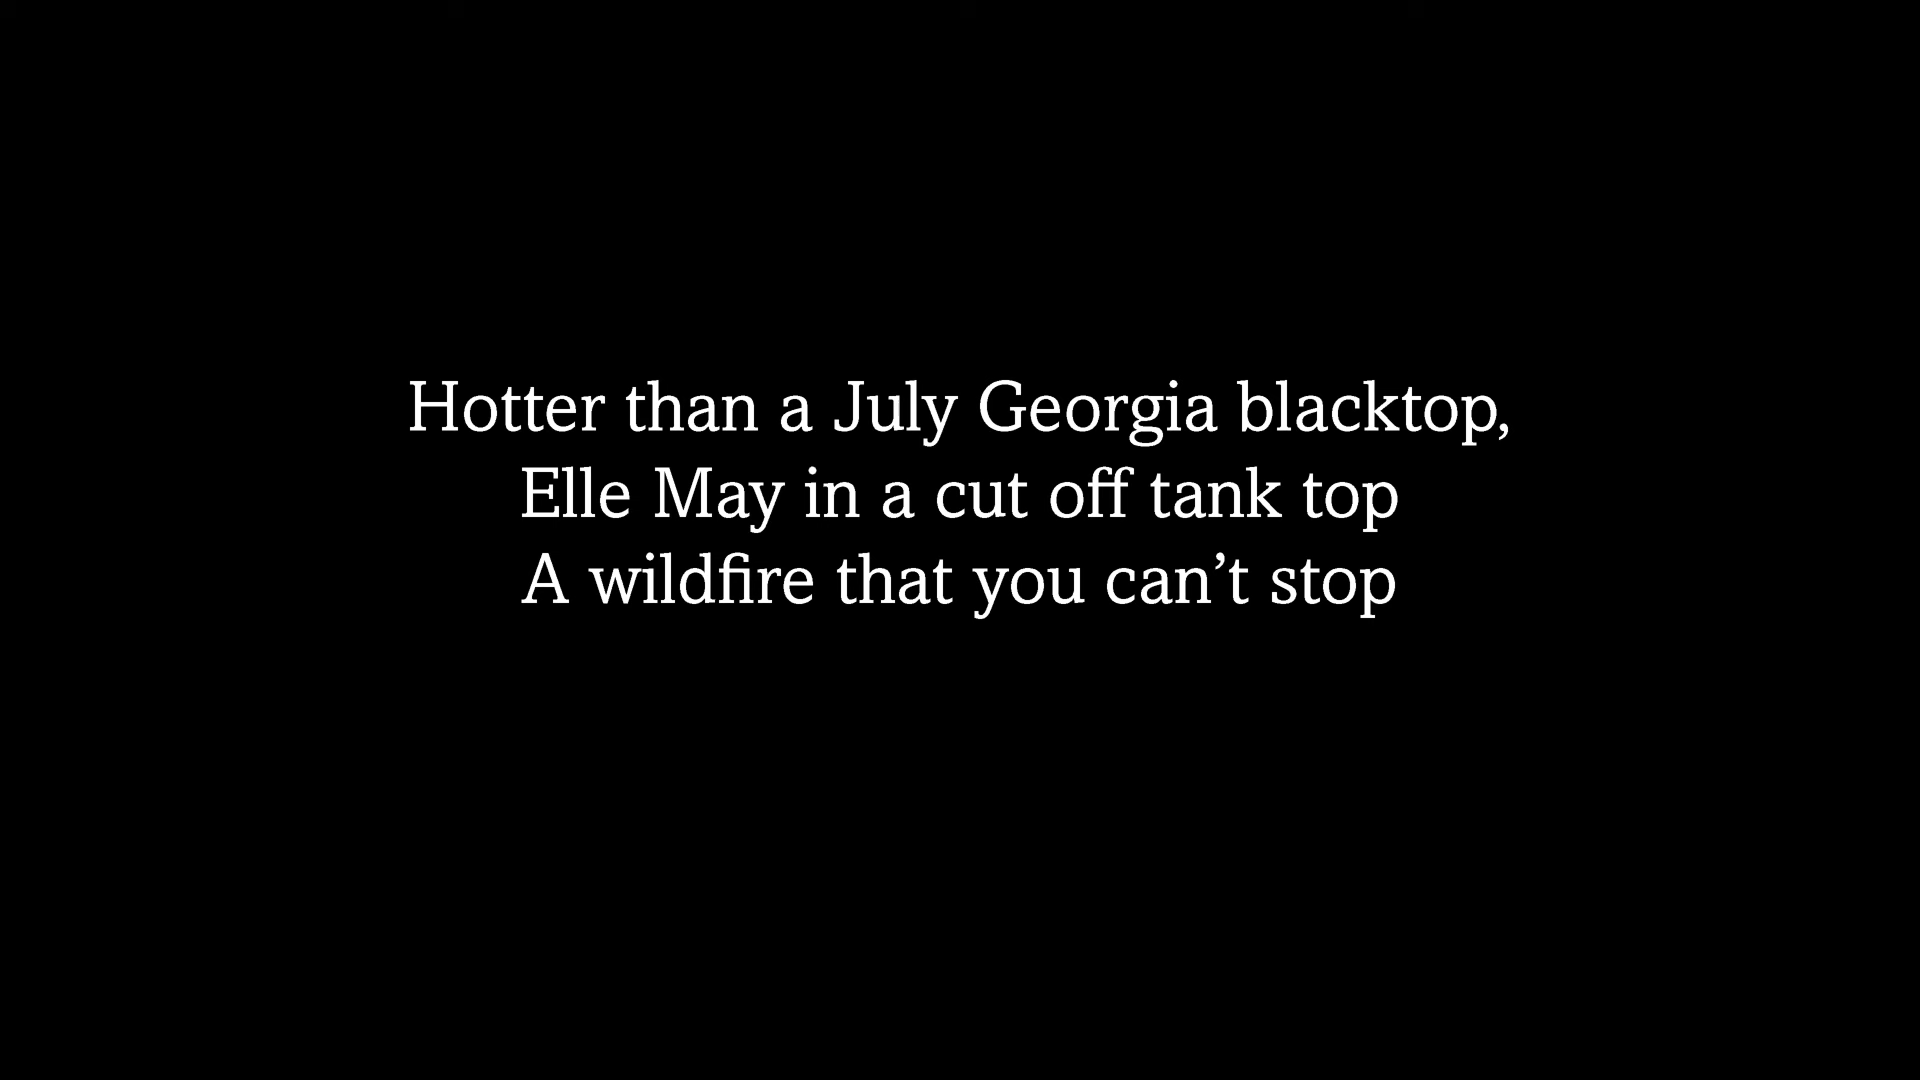 Hotter than a July Georgia blacktop,
Elle May in a cut off tank top
A wildfire that you can’t stop